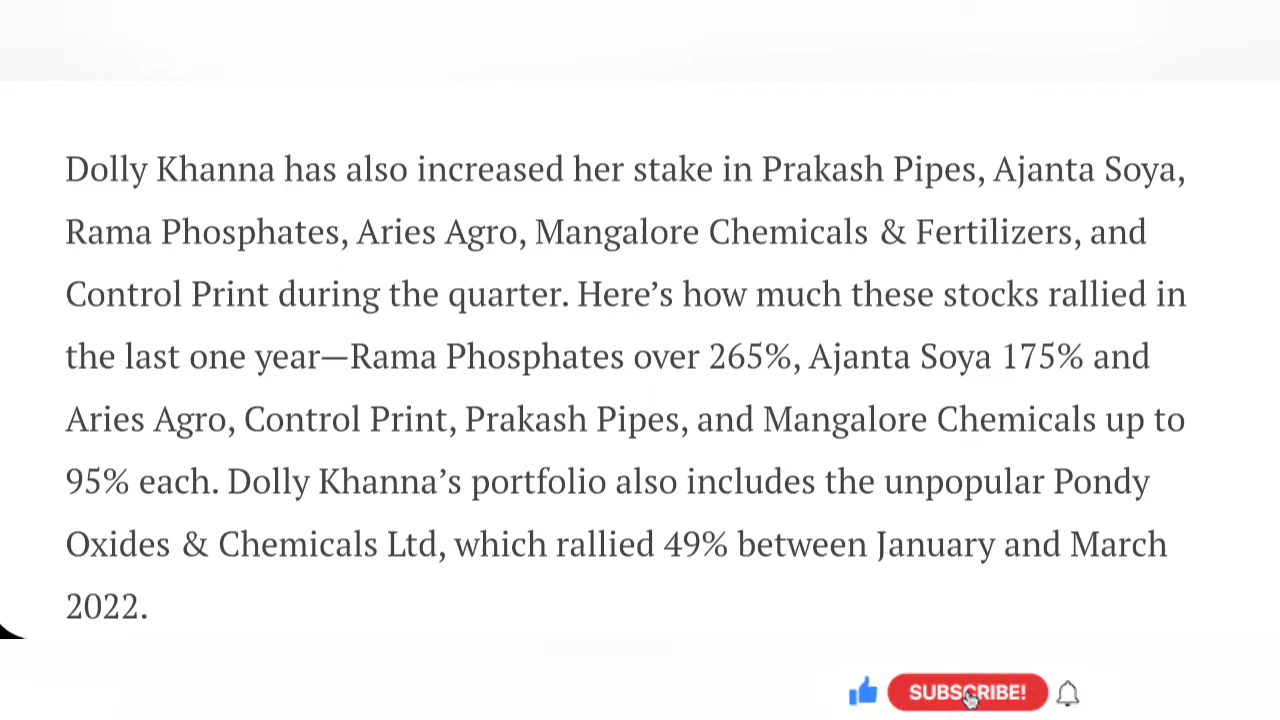 Dolly Khanna has also increased her stake in Prakash Pipes, Ajanta Soya,
Rama Phosphates, Aries Agro, Mangalore Chemicals & Fertilizers, and
Control Print during the quarter. Here’s how much these stocks rallied in
the last one year—Rama Phosphates over 265%, Ajanta Soya 175% and
Aries Agro, Control Print, Prakash Pipes, and Mangalore Chemicals up to
95% each. Dolly Khanna’s portfolio also includes the unpopular Pondy
Oxides & Chemicals Ltd, which rallied 49% between January and March
2022.
SUBSCRIBE!